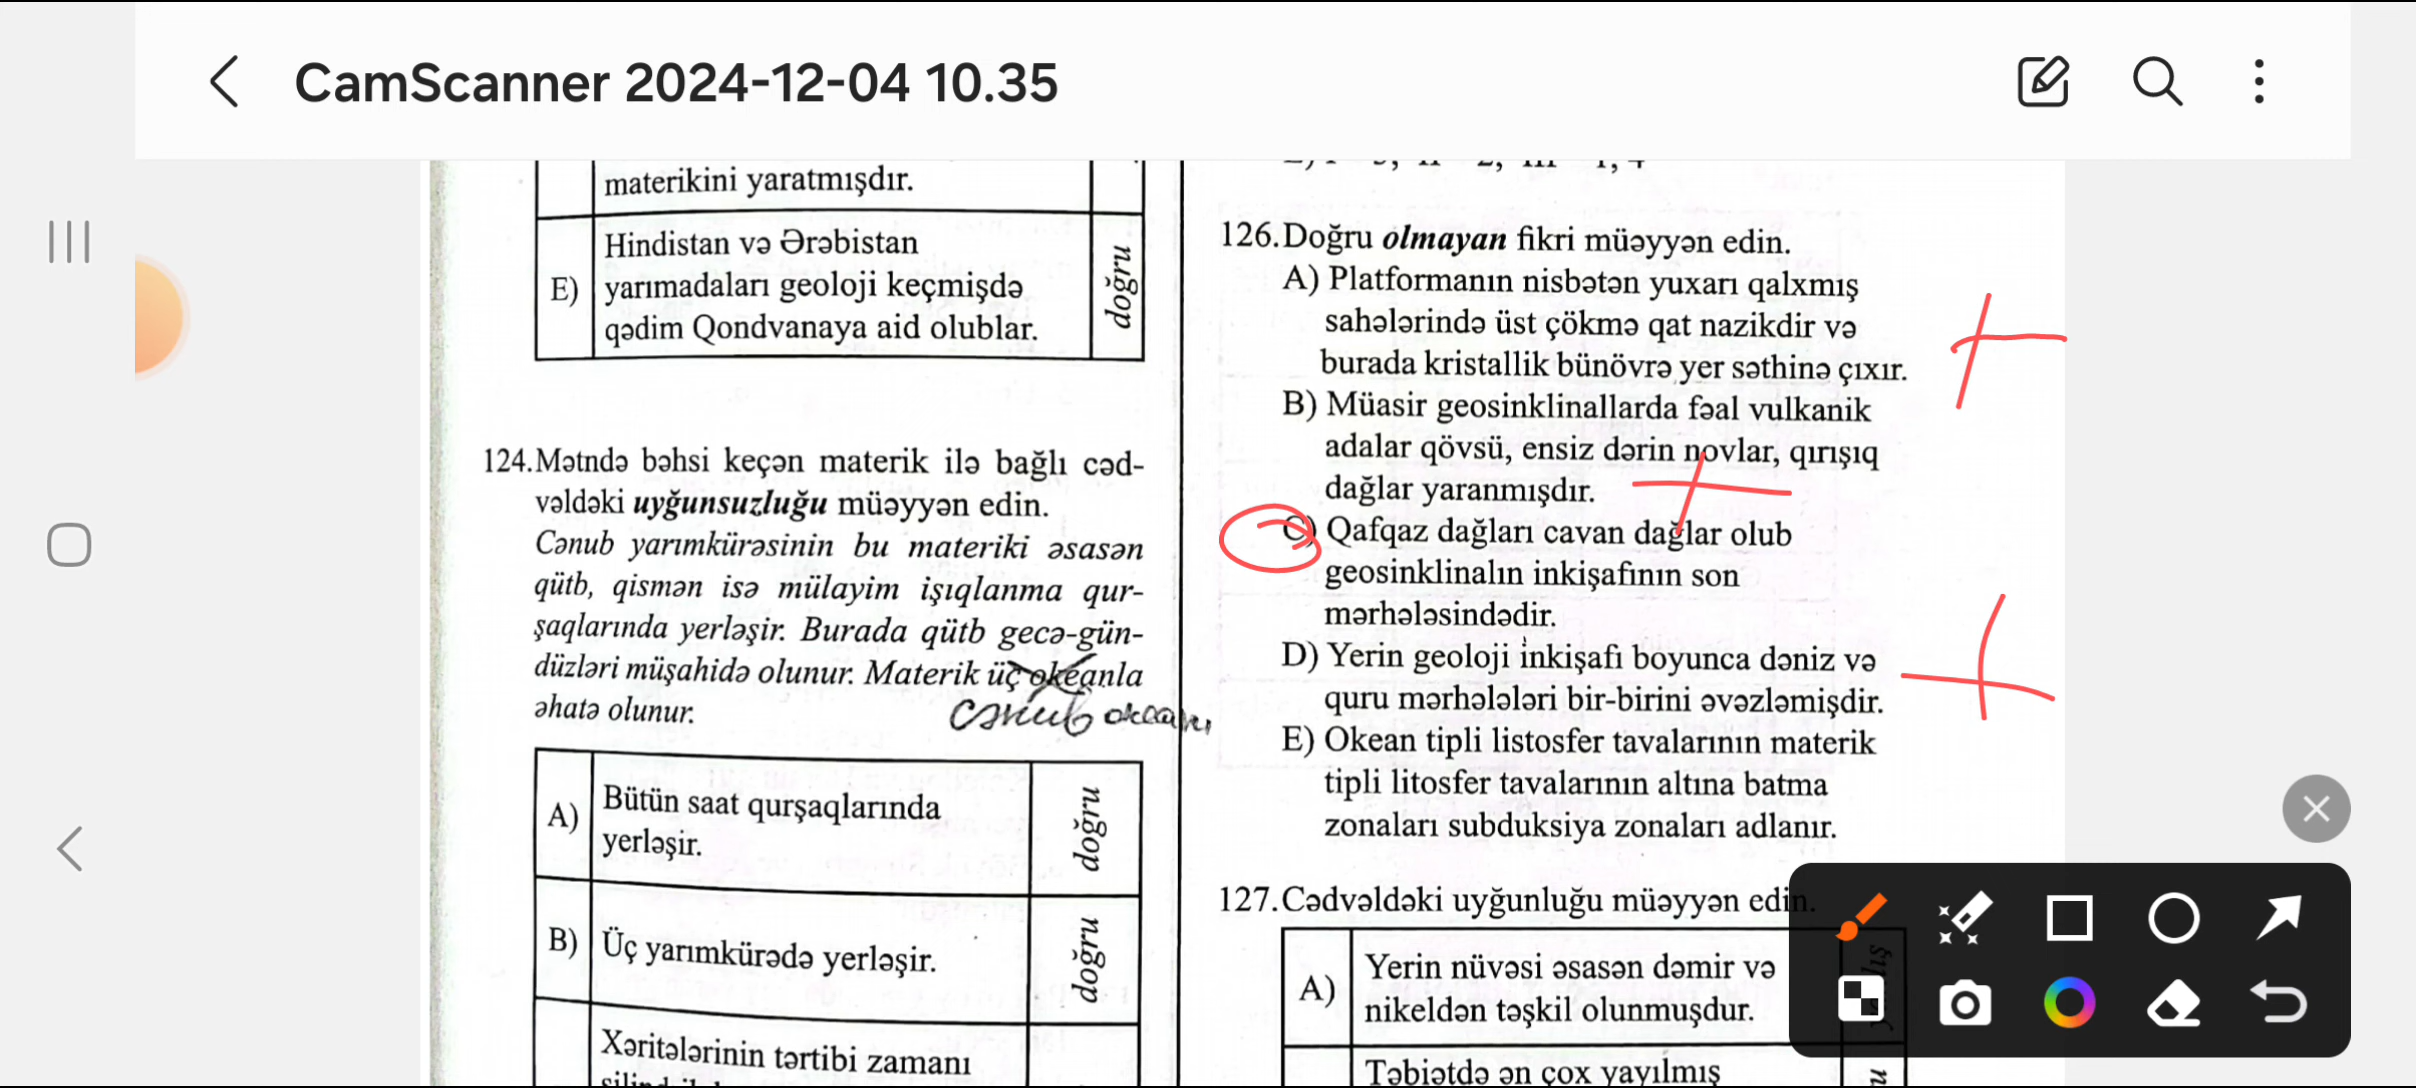 CamScanner 2024-12-04 10.35
materikini yaratmışdır.
E) Hindistan və Ərəbistan
yarımadaları geoloji keçmişdə
qədim Qondvanaya aid olublar.
doğru
124.Mətndə bəhsi keçən materik ilə bağlı cəd-
vəldəki uyğunsuzluğu müəyyən edin.
Cənub yarımkürəsinin bu materiki əsasən
qütb, qismən isə mülayim işıqlanma qur-
şaqlarında yerləşir. Burada qütb gecə-gün-
düzləri müşahidə olunur. Materik üç okeanla
əhatə olunur.
cənub okeanı
A) Bütün saat qurşaqlarında
yerləşir.
doğru
B) Üç yarımkürədə yerləşir.
doğru
Xəritələrinin tərtibi zamanı
126.Doğru olmayan fikri müəyyən edin.
A) Platformanın nisbətən yuxarı qalxmış
sahələrində üst çökmə qat nazikdir və
burada kristallik bünövrə yer səthinə çıxır.
B) Müasir geosinklinallarda fəal vulkanik
adalar qövsü, ensiz dərin novlar, qırışıq
dağlar yaranmışdır.
C) Qafqaz dağları cavan dağlar olub
geosinklinalın inkişafının son
mərhələsindədir.
D) Yerin geoloji inkişafı boyunca dəniz və
quru mərhələləri bir-birini əvəzləmişdir.
E) Okean tipli listosfer tavalarının materik
tipli litosfer tavalarının altına batma
zonaları subduksiya zonaları adlanır.
127.Cədvəldəki uyğunluğu müəyyən edin.
A) Yerin nüvəsi əsasən dəmir və
nikeldən təşkil olunmuşdur.
Təbiətdə ən çox yayılmış